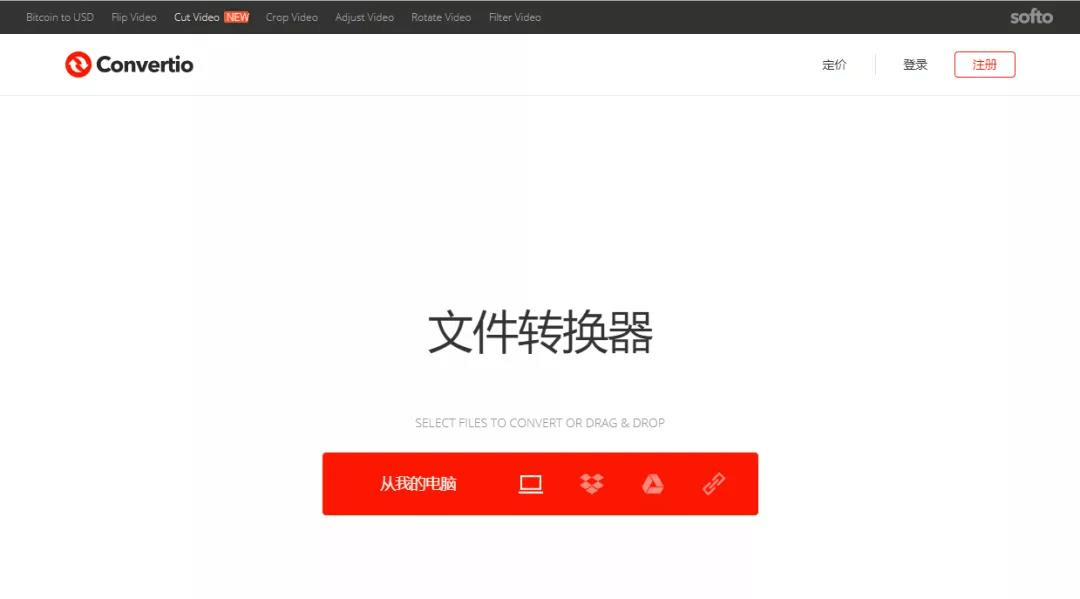 Bitcoin to USD Flip Video Cut Video NEW Crop Video Adjust Video Rotate Video Filter Video softo
Convertio 定价 登录 注册
文件转换器
SELECT FILES TO CONVERT OR DRAG & DROP
从我的电脑